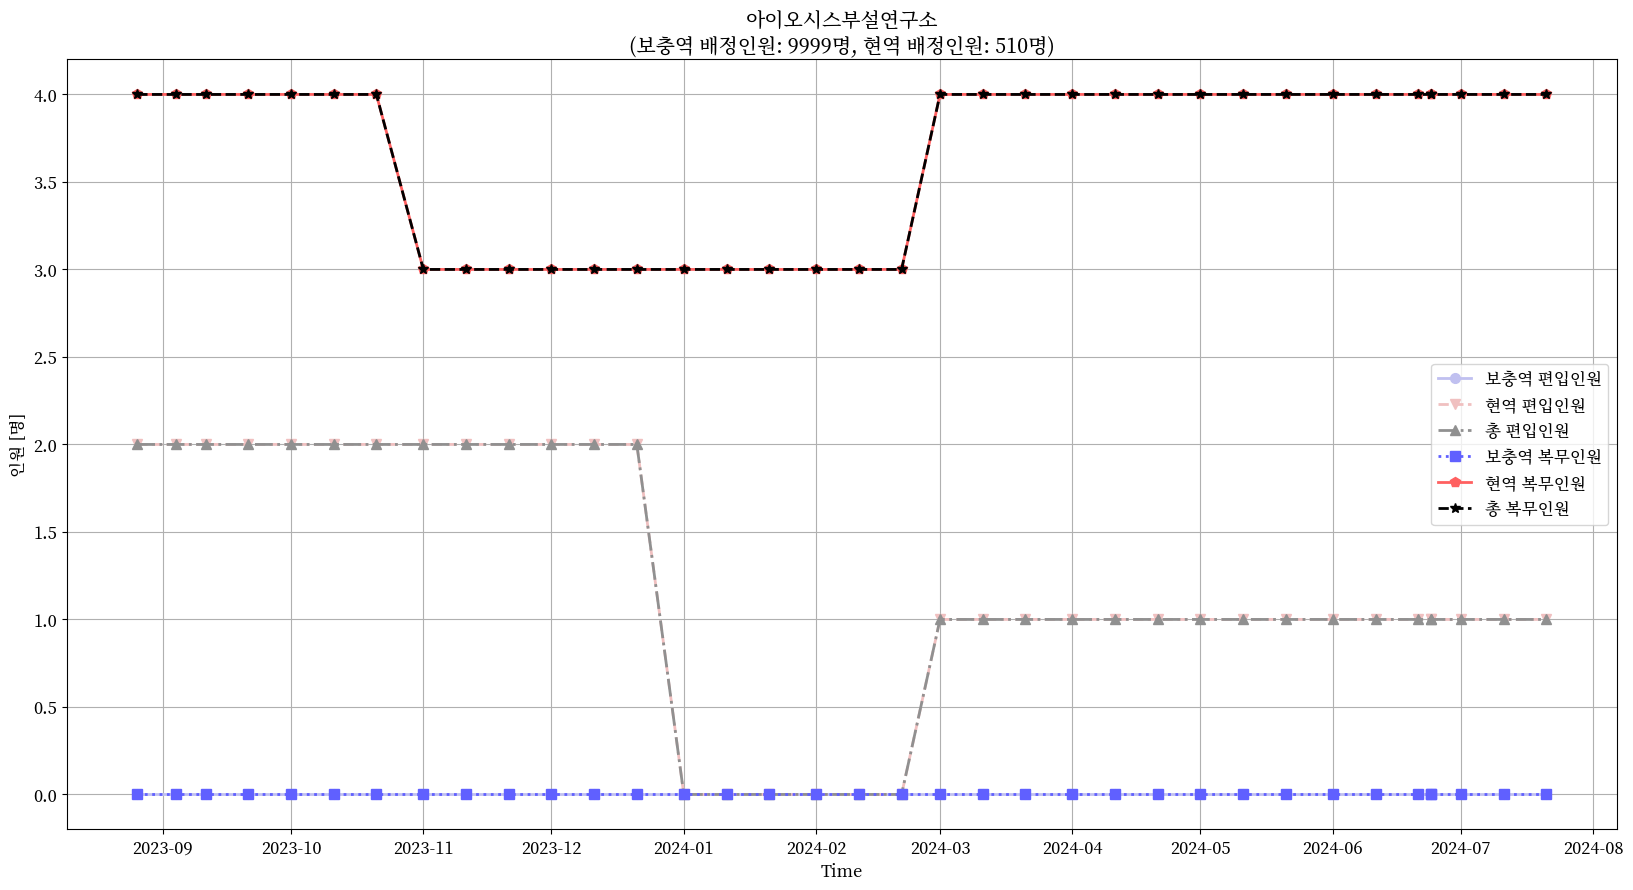 아이오시스부설연구소
(보충역 배정인원: 9999명, 현역 배정인원: 510명)
4.0
3.5
3.0
2.5
2.0
1.5
1.0
0.5
0.0
인원 [명]
보충역 편입인원
현역 편입인원
총 편입인원
보충역 복무인원
현역 복무인원
총 복무인원
2023-09
2023-10
2023-11
2023-12
2024-01
2024-02
2024-03
2024-04
2024-05
2024-06
2024-07
2024-08
Time